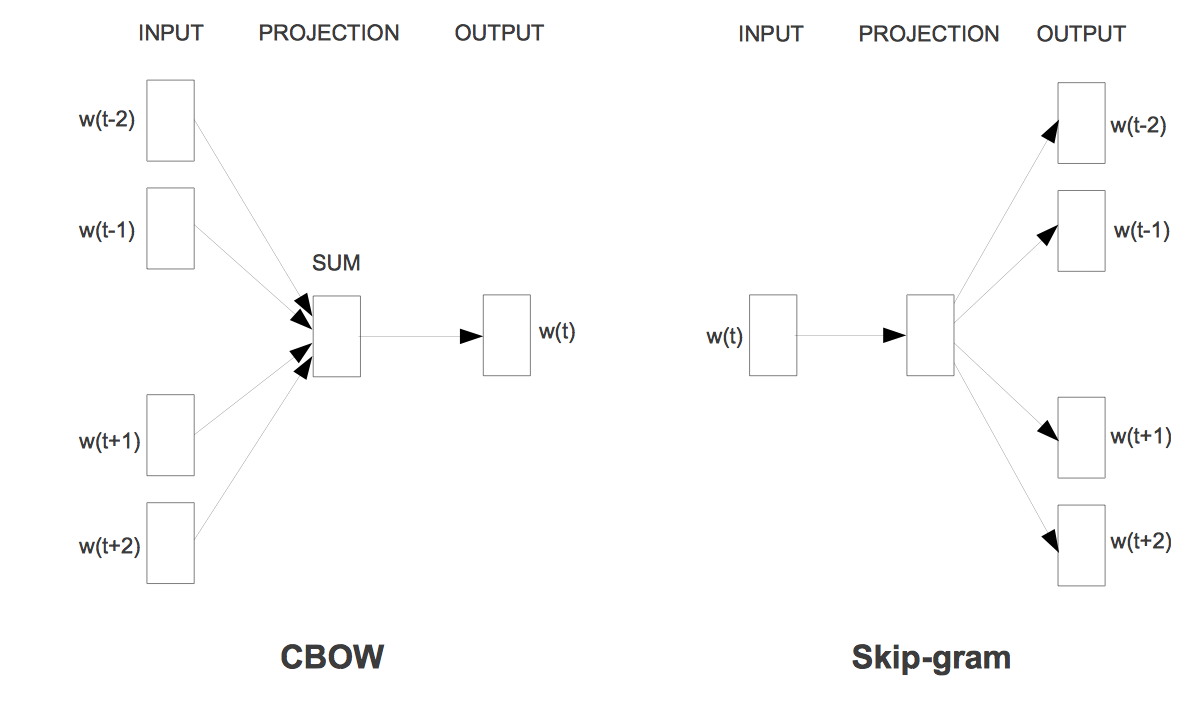 INPUT PROJECTION OUTPUT
w(t-2)
w(t-1)
SUM
w(t)
w(t+1)
w(t+2)
CBOW
INPUT PROJECTION OUTPUT
w(t-2)
w(t-1)
w(t)
w(t+1)
w(t+2)
Skip-gram